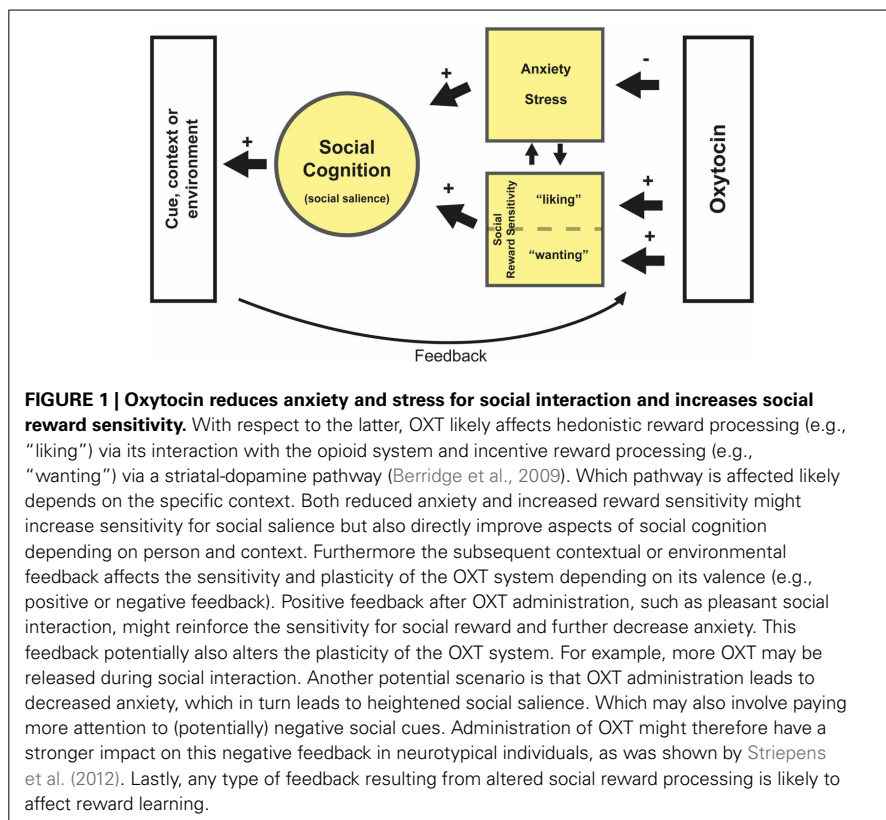 Cue, context or
environment
+
Social
Cognition
(social salience)
+
+
Anxiety
Stress
Social
Reward Sensitivity
“liking”
“wanting”
-
+
+
Oxytocin
Feedback
FIGURE 1 | Oxytocin reduces anxiety and stress for social interaction and increases social
reward sensitivity. With respect to the latter, OXT likely affects hedonistic reward processing (e.g.,
“liking”) via its interaction with the opioid system and incentive reward processing (e.g.,
“wanting”) via a striatal-dopamine pathway (Berridge et al., 2009). Which pathway is affected likely
depends on the specific context. Both reduced anxiety and increased reward sensitivity might
increase sensitivity for social salience but also directly improve aspects of social cognition
depending on person and context. Furthermore the subsequent contextual or environmental
feedback affects the sensitivity and plasticity of the OXT system depending on its valence (e.g.,
positive or negative feedback). Positive feedback after OXT administration, such as pleasant social
interaction, might reinforce the sensitivity for social reward and further decrease anxiety. This
feedback potentially also alters the plasticity of the OXT system. For example, more OXT may be
released during social interaction. Another potential scenario is that OXT administration leads to
decreased anxiety, which in turn leads to heightened social salience. Which may also involve paying
more attention to (potentially) negative social cues. Administration of OXT might therefore have a
stronger impact on this negative feedback in neurotypical individuals, as was shown by Striepens
et al. (2012). Lastly, any type of feedback resulting from altered social reward processing is likely to
affect reward learning.